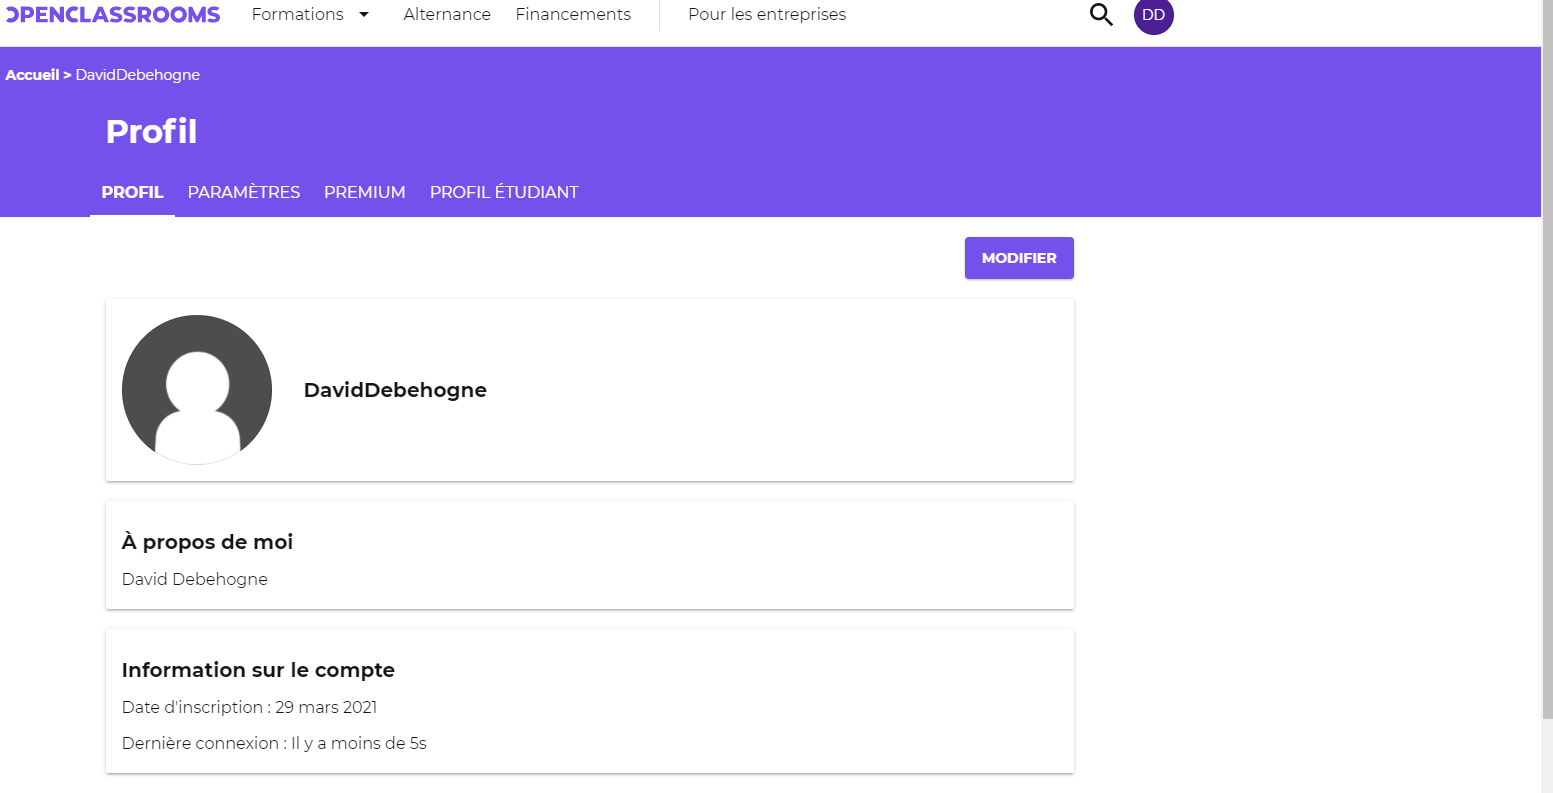 OPENCLASSROOMS Formations Alternance Financements Pour les entreprises DD
Accueil > DavidDebehogne
Profil
PROFIL PARAMÈTRES PREMIUM PROFIL ÉTUDIANT
MODIFIER
DavidDebehogne
À propos de moi
David Debehogne
Information sur le compte
Date d'inscription : 29 mars 2021
Dernière connexion : Il y a moins de 5s